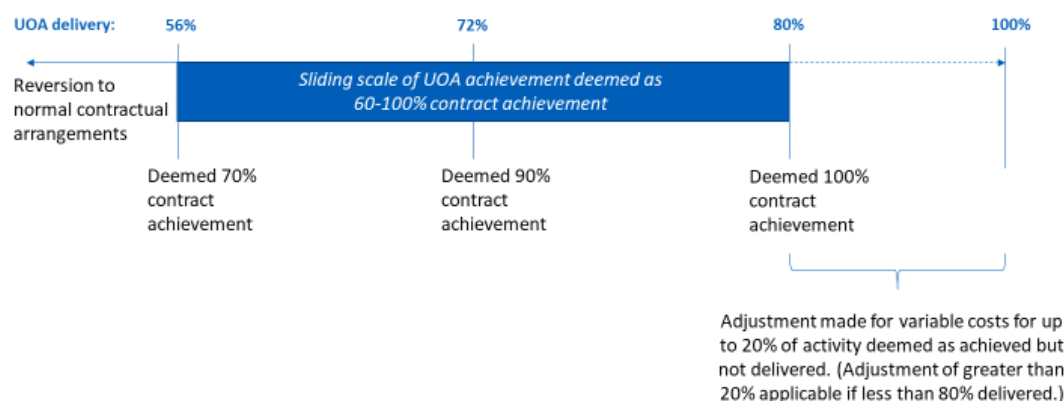 UOA delivery: 56% 72% 80% 100%
Sliding scale of UOA achievement deemed as
60-100% contract achievement
Reversion to
normal contractual
arrangements
Deemed 70%
contract
achievement
Deemed 90%
contract
achievement
Deemed 100%
contract
achievement
Adjustment made for variable costs for up
to 20% of activity deemed as achieved but
not delivered. (Adjustment of greater than
20% applicable if less than 80% delivered.)